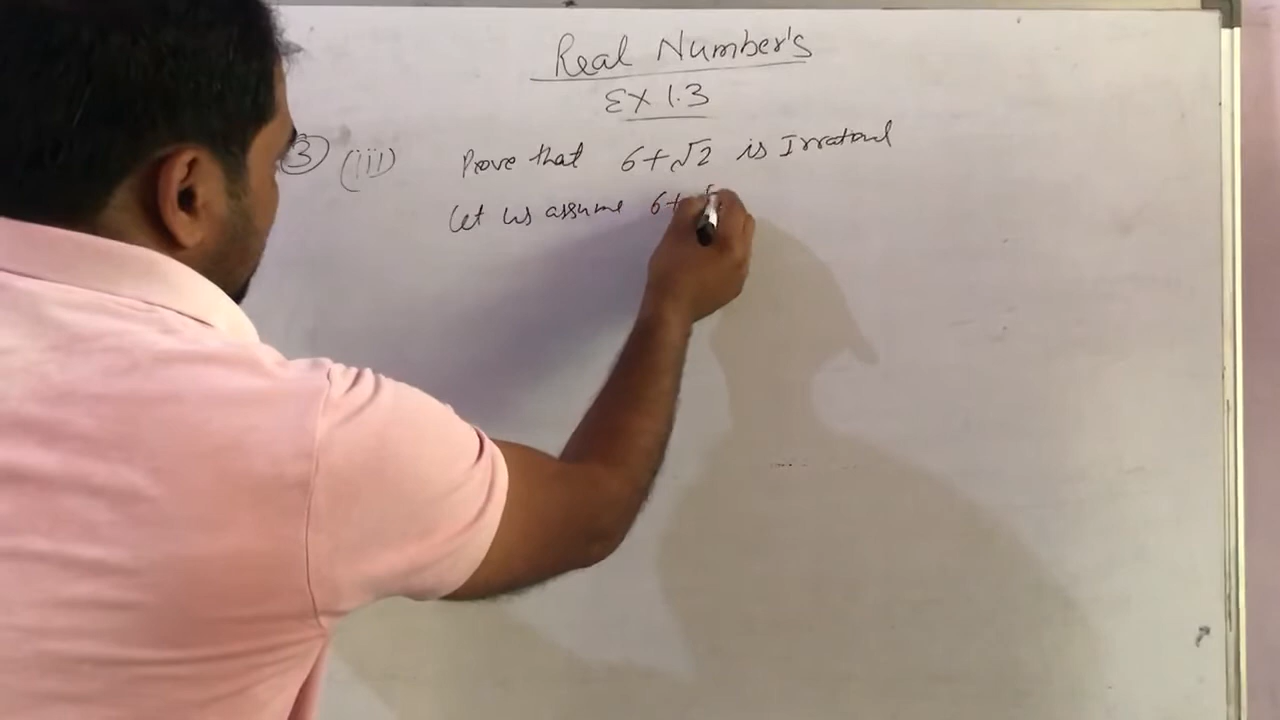 Real Number's
EX 1.3
3 (iii) Prove that 6+√2 is Irrational
Let us assume 6+√